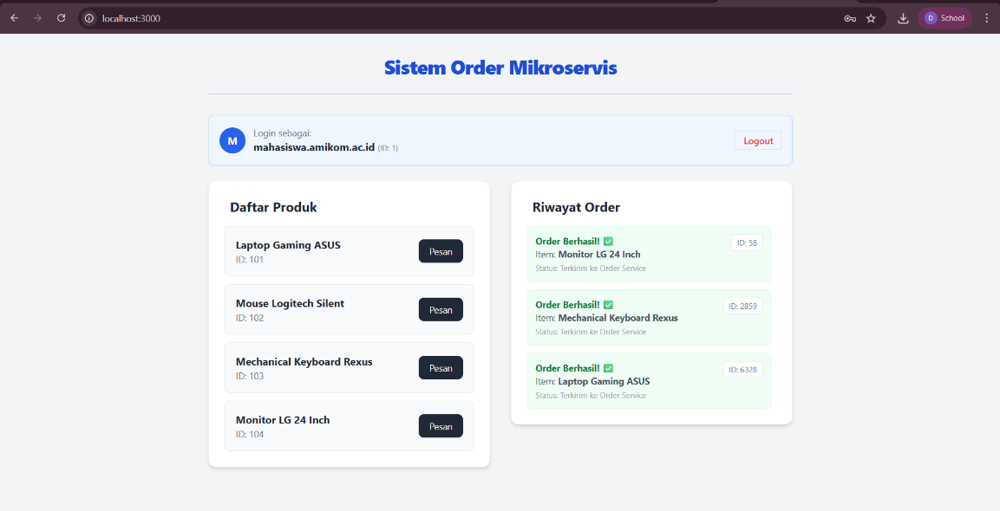 localhost:3000
D School
Sistem Order Mikroservis
M
Login sebagai:
mahasiswa.amikom.ac.id (ID: 1)
Logout
Daftar Produk
Laptop Gaming ASUS
ID: 101
Pesan
Mouse Logitech Silent
ID: 102
Pesan
Mechanical Keyboard Rexus
ID: 103
Pesan
Monitor LG 24 Inch
ID: 104
Pesan
Riwayat Order
Order Berhasil! ✅
ID: 58
Item: Monitor LG 24 Inch
Status: Terkirim ke Order Service
Order Berhasil! ✅
ID: 2859
Item: Mechanical Keyboard Rexus
Status: Terkirim ke Order Service
Order Berhasil! ✅
ID: 6328
Item: Laptop Gaming ASUS
Status: Terkirim ke Order Service